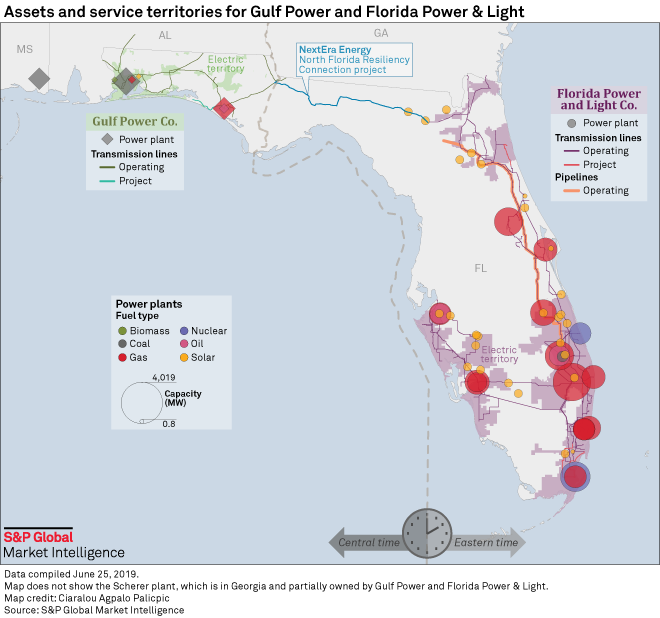 Assets and service territories for Gulf Power and Florida Power & Light
MS
AL
GA
Electric
territory
NextEra Energy
North Florida Resiliency
Connection project
Gulf Power Co.
Power plant
Transmission lines
Operating
Project
Florida Power
and Light Co.
Power plant
Transmission lines
Operating
Project
Pipelines
Operating
FL
Power plants
Fuel type
Biomass
Nuclear
Coal
Oil
Gas
Solar
4,019
Capacity
(MW)
0.8
Electric
territory
Central time
Eastern time
S&P Global
Market Intelligence
Data compiled June 25, 2019.
Map does not show the Scherer plant, which is in Georgia and partially owned by Gulf Power and Florida Power & Light.
Map credit: Ciaralou Agpalo Palicpic
Source: S&P Global Market Intelligence